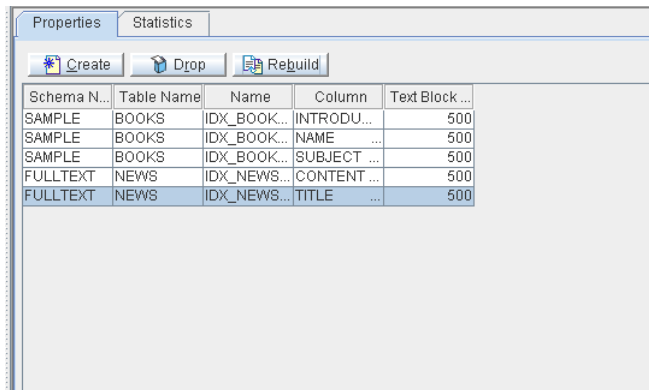 Properties Statistics
Create Drop Rebuild
Schema N... Table Name Name Column Text Block ...
SAMPLE BOOKS IDX_BOOK... INTRODU... 500
SAMPLE BOOKS IDX_BOOK... NAME ... 500
SAMPLE BOOKS IDX_BOOK... SUBJECT ... 500
FULLTEXT NEWS IDX_NEWS... CONTENT ... 500
FULLTEXT NEWS IDX_NEWS... TITLE ... 500